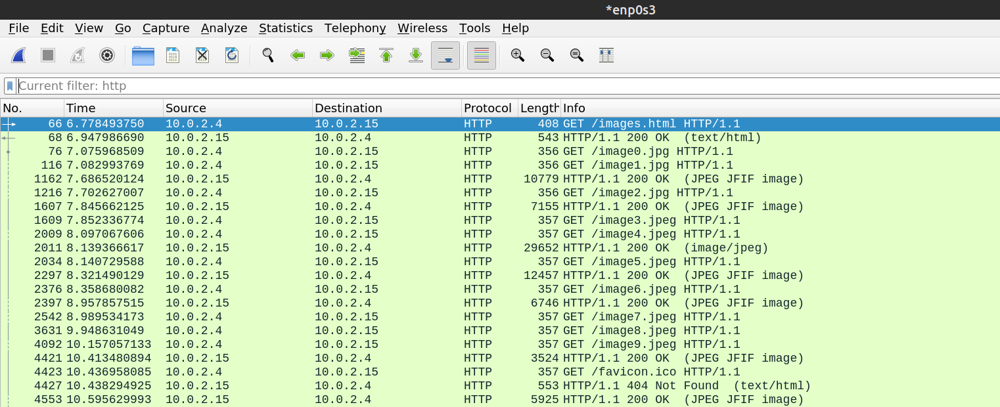 *enp0s3
File Edit View Go Capture Analyze Statistics Telephony Wireless Tools Help
Current filter: http
No. Time Source Destination Protocol Length Info
66 6.778493750 10.0.2.4 10.0.2.15 HTTP 408 GET /images.html HTTP/1.1
68 6.947986690 10.0.2.15 10.0.2.4 HTTP 543 HTTP/1.1 200 OK (text/html)
76 7.075968509 10.0.2.4 10.0.2.15 HTTP 356 GET /image0.jpg HTTP/1.1
116 7.082993769 10.0.2.4 10.0.2.15 HTTP 356 GET /image1.jpg HTTP/1.1
1162 7.686520124 10.0.2.15 10.0.2.4 HTTP 10779 HTTP/1.1 200 OK (JPEG JFIF image)
1216 7.702627007 10.0.2.4 10.0.2.15 HTTP 356 GET /image2.jpg HTTP/1.1
1607 7.845662125 10.0.2.15 10.0.2.4 HTTP 7155 HTTP/1.1 200 OK (JPEG JFIF image)
1609 7.852336774 10.0.2.4 10.0.2.15 HTTP 357 GET /image3.jpeg HTTP/1.1
2009 8.097067606 10.0.2.4 10.0.2.15 HTTP 357 GET /image4.jpeg HTTP/1.1
2011 8.139366617 10.0.2.15 10.0.2.4 HTTP 29652 HTTP/1.1 200 OK (image/jpeg)
2034 8.140729588 10.0.2.4 10.0.2.15 HTTP 357 GET /image5.jpeg HTTP/1.1
2297 8.321490129 10.0.2.15 10.0.2.4 HTTP 12457 HTTP/1.1 200 OK (JPEG JFIF image)
2376 8.358680082 10.0.2.4 10.0.2.15 HTTP 357 GET /image6.jpeg HTTP/1.1
2397 8.957857515 10.0.2.15 10.0.2.4 HTTP 6746 HTTP/1.1 200 OK (JPEG JFIF image)
2542 8.989534173 10.0.2.4 10.0.2.15 HTTP 357 GET /image7.jpeg HTTP/1.1
3631 9.948631049 10.0.2.4 10.0.2.15 HTTP 357 GET /image8.jpeg HTTP/1.1
4092 10.157057133 10.0.2.4 10.0.2.15 HTTP 357 GET /image9.jpeg HTTP/1.1
4421 10.413480894 10.0.2.15 10.0.2.4 HTTP 3524 HTTP/1.1 200 OK (JPEG JFIF image)
4423 10.436958085 10.0.2.4 10.0.2.15 HTTP 357 GET /favicon.ico HTTP/1.1
4427 10.438294925 10.0.2.15 10.0.2.4 HTTP 553 HTTP/1.1 404 Not Found (text/html)
4553 10.595629993 10.0.2.15 10.0.2.4 HTTP 5925 HTTP/1.1 200 OK (JPEG JFIF image)